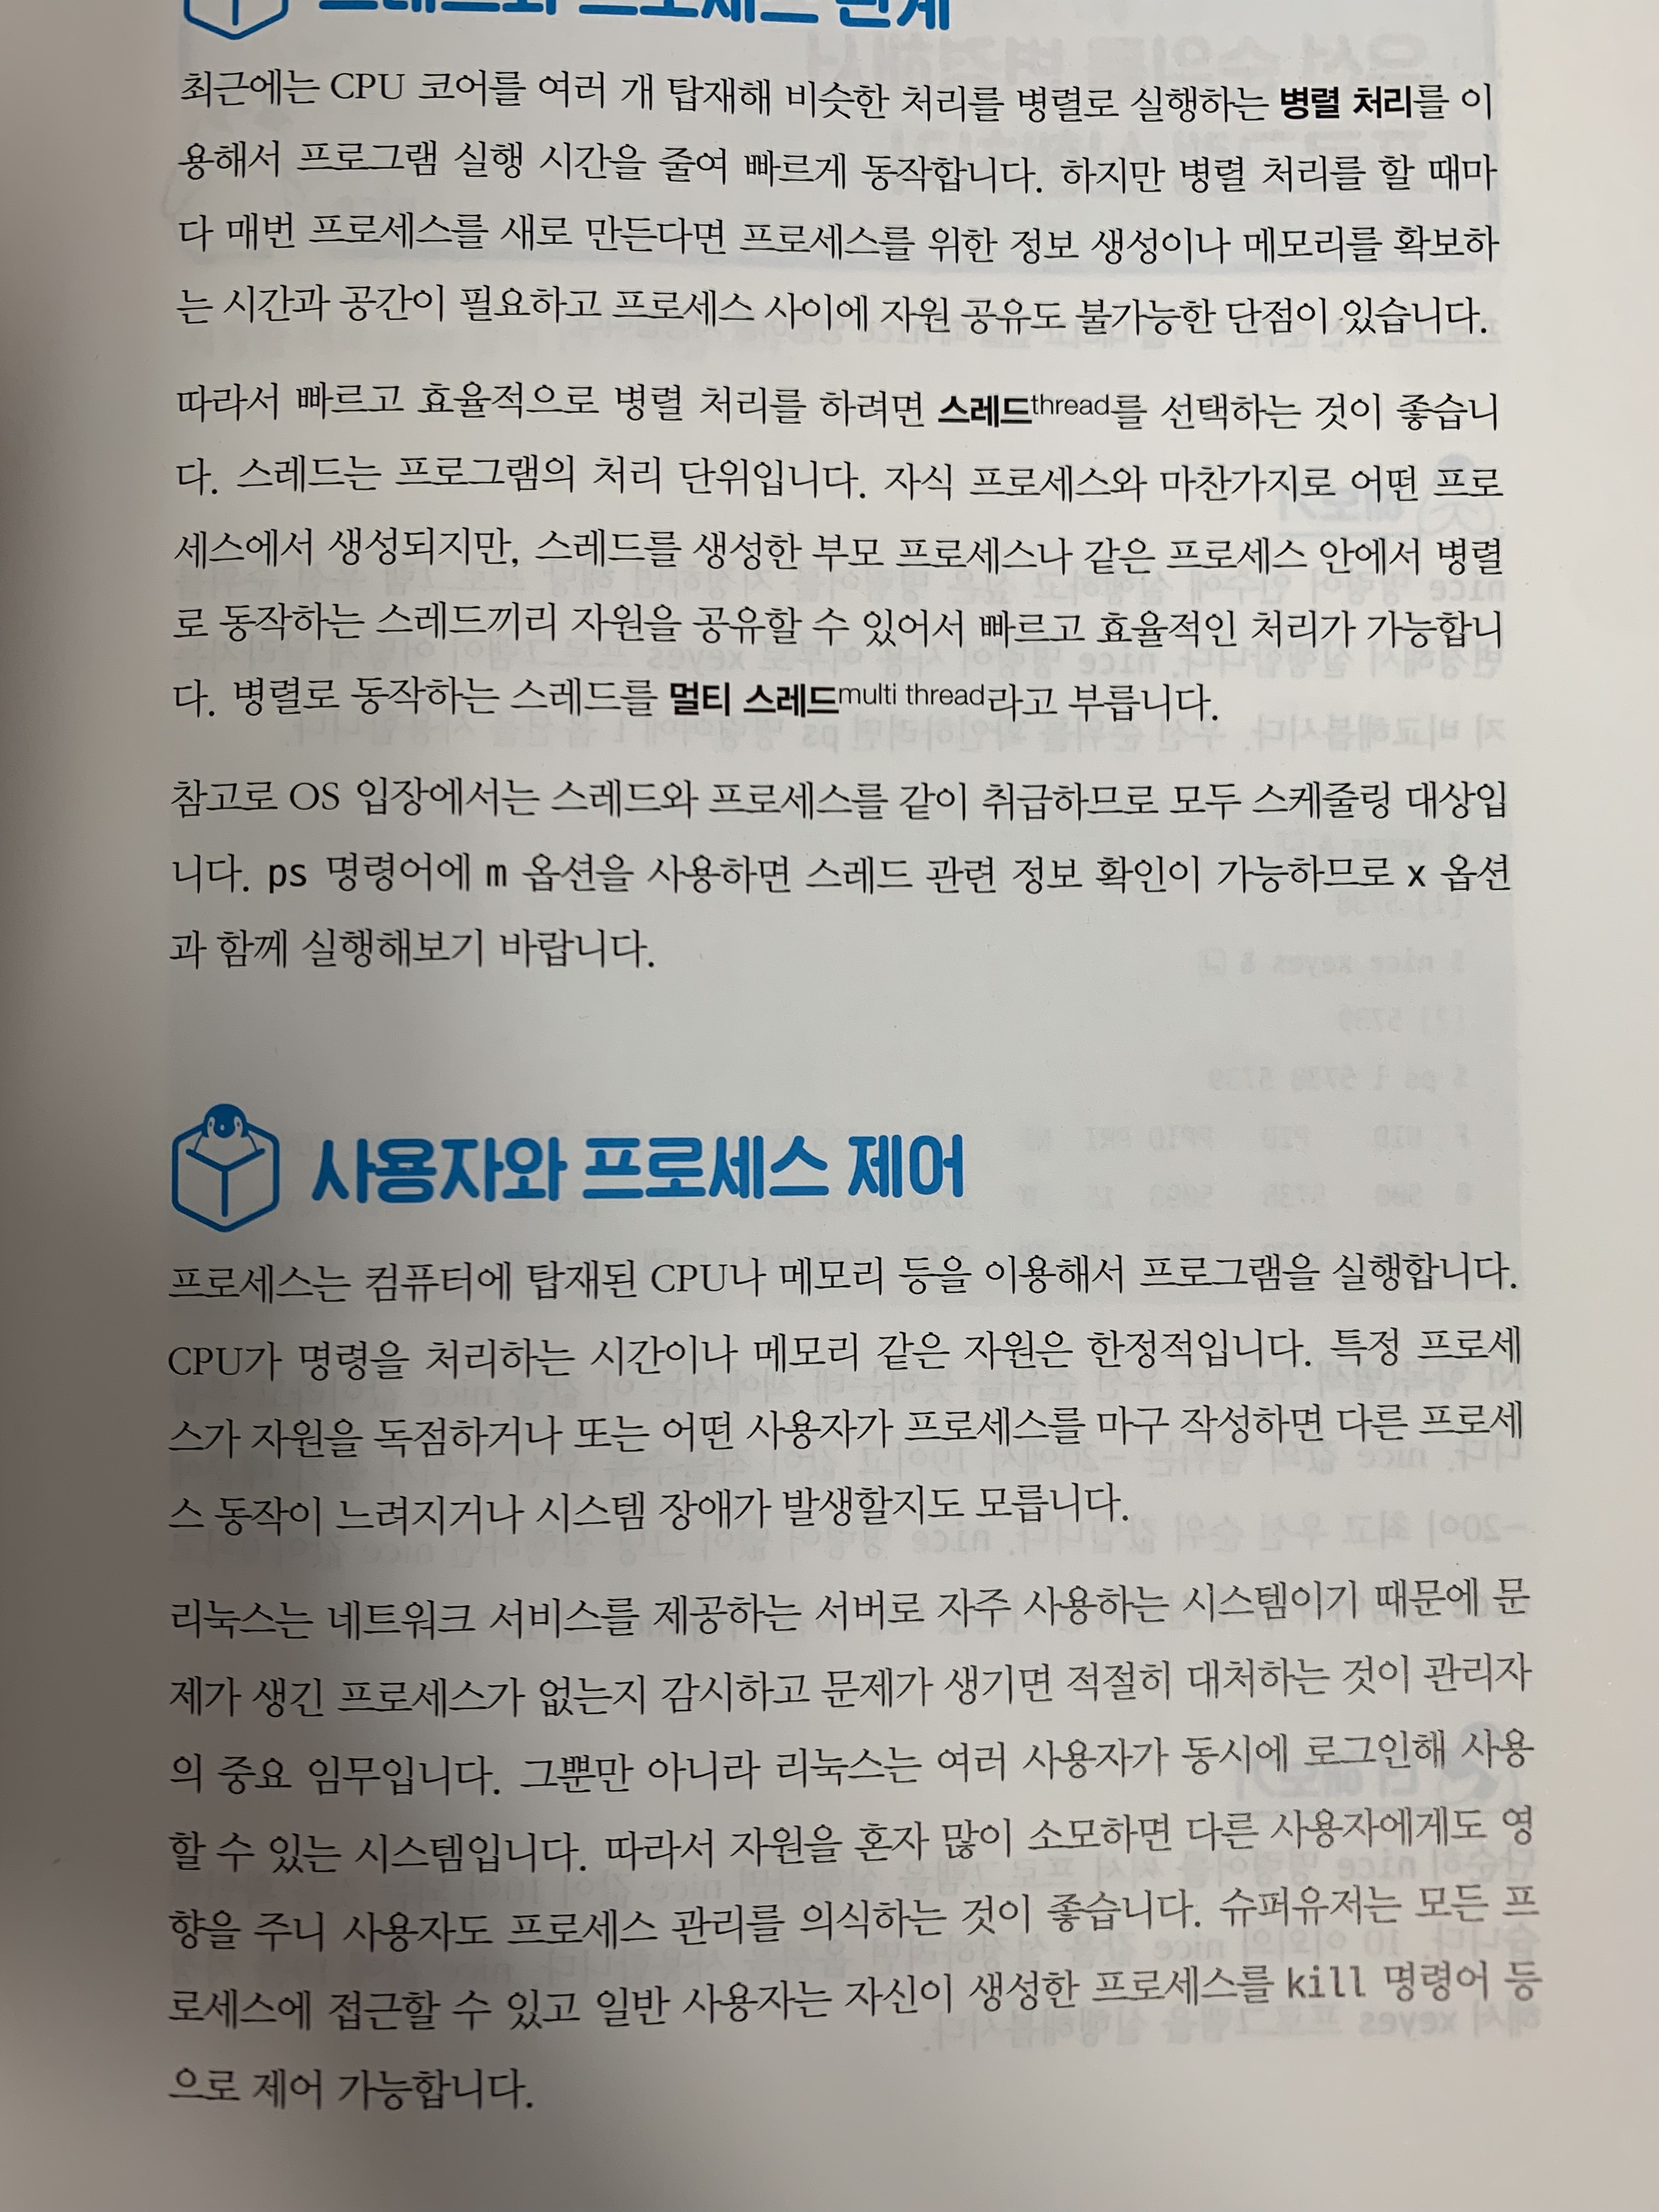 스레드와 프로세스 관계
최근에는 CPU 코어를 여러 개 탑재해 비슷한 처리를 병렬로 실행하는 병렬 처리를 이
용해서 프로그램 실행 시간을 줄여 빠르게 동작합니다. 하지만 병렬 처리를 할 때마
다 매번 프로세스를 새로 만든다면 프로세스를 위한 정보 생성이나 메모리를 확보하
는 시간과 공간이 필요하고 프로세스 사이에 자원 공유도 불가능한 단점이 있습니다.
따라서 빠르고 효율적으로 병렬 처리를 하려면 스레드thread를 선택하는 것이 좋습니
다. 스레드는 프로그램의 처리 단위입니다. 자식 프로세스와 마찬가지로 어떤 프로
세스에서 생성되지만, 스레드를 생성한 부모 프로세스나 같은 프로세스 안에서 병렬
로 동작하는 스레드끼리 자원을 공유할 수 있어서 빠르고 효율적인 처리가 가능합니
다. 병렬로 동작하는 스레드를 멀티 스레드multi thread라고 부릅니다.
참고로 OS 입장에서는 스레드와 프로세스를 같이 취급하므로 모두 스케줄링 대상입
니다. ps 명령어에 m 옵션을 사용하면 스레드 관련 정보 확인이 가능하므로 x 옵션
과 함께 실행해보기 바랍니다.
사용자와 프로세스 제어
프로세스는 컴퓨터에 탑재된 CPU나 메모리 등을 이용해서 프로그램을 실행합니다.
CPU가 명령을 처리하는 시간이나 메모리 같은 자원은 한정적입니다. 특정 프로세
스가 자원을 독점하거나 또는 어떤 사용자가 프로세스를 마구 작성하면 다른 프로세
스 동작이 느려지거나 시스템 장애가 발생할지도 모릅니다.
리눅스는 네트워크 서비스를 제공하는 서버로 자주 사용하는 시스템이기 때문에 문
제가 생긴 프로세스가 없는지 감시하고 문제가 생기면 적절히 대처하는 것이 관리자
의 중요 임무입니다. 그뿐만 아니라 리눅스는 여러 사용자가 동시에 로그인해 사용
할 수 있는 시스템입니다. 따라서 자원을 혼자 많이 소모하면 다른 사용자에게도 영
향을 주니 사용자도 프로세스 관리를 의식하는 것이 좋습니다. 슈퍼유저는 모든 프
로세스에 접근할 수 있고 일반 사용자는 자신이 생성한 프로세스를 kill 명령어 등
으로 제어 가능합니다.